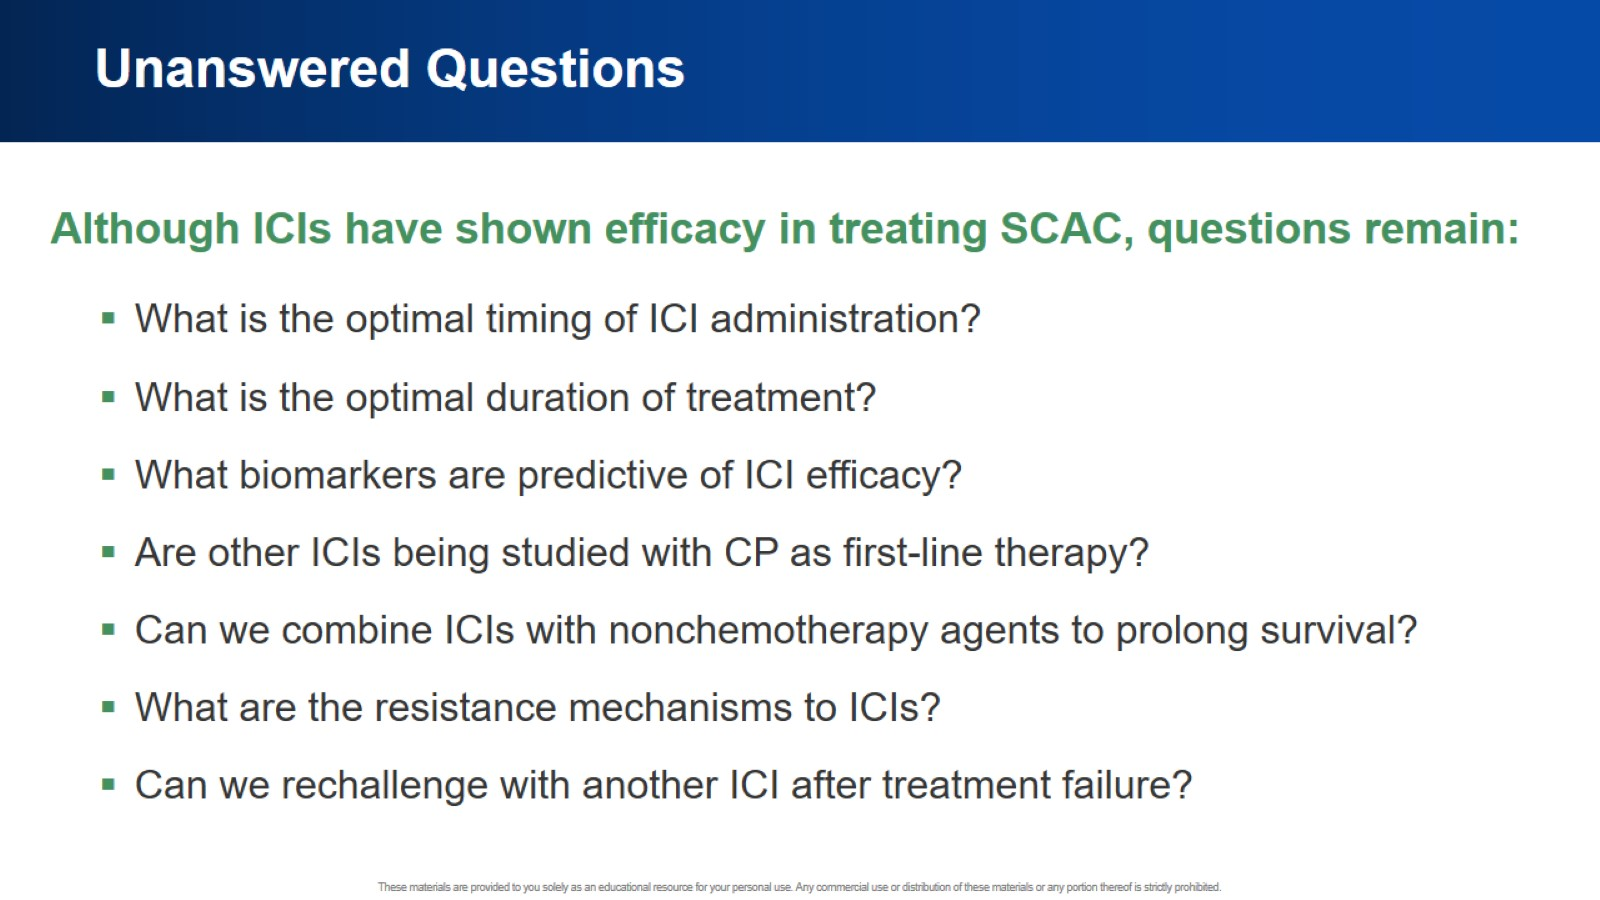 Unanswered Questions
Although ICIs have shown efficacy in treating SCAC, questions remain:
▪ What is the optimal timing of ICI administration?
▪ What is the optimal duration of treatment?
▪ What biomarkers are predictive of ICI efficacy?
▪ Are other ICIs being studied with CP as first-line therapy?
▪ Can we combine ICIs with nonchemotherapy agents to prolong survival?
▪ What are the resistance mechanisms to ICIs?
▪ Can we rechallenge with another ICI after treatment failure?
These materials are provided to you solely as an educational resource for your personal use. Any commercial use or distribution of these materials or any portion thereof is strictly prohibited.